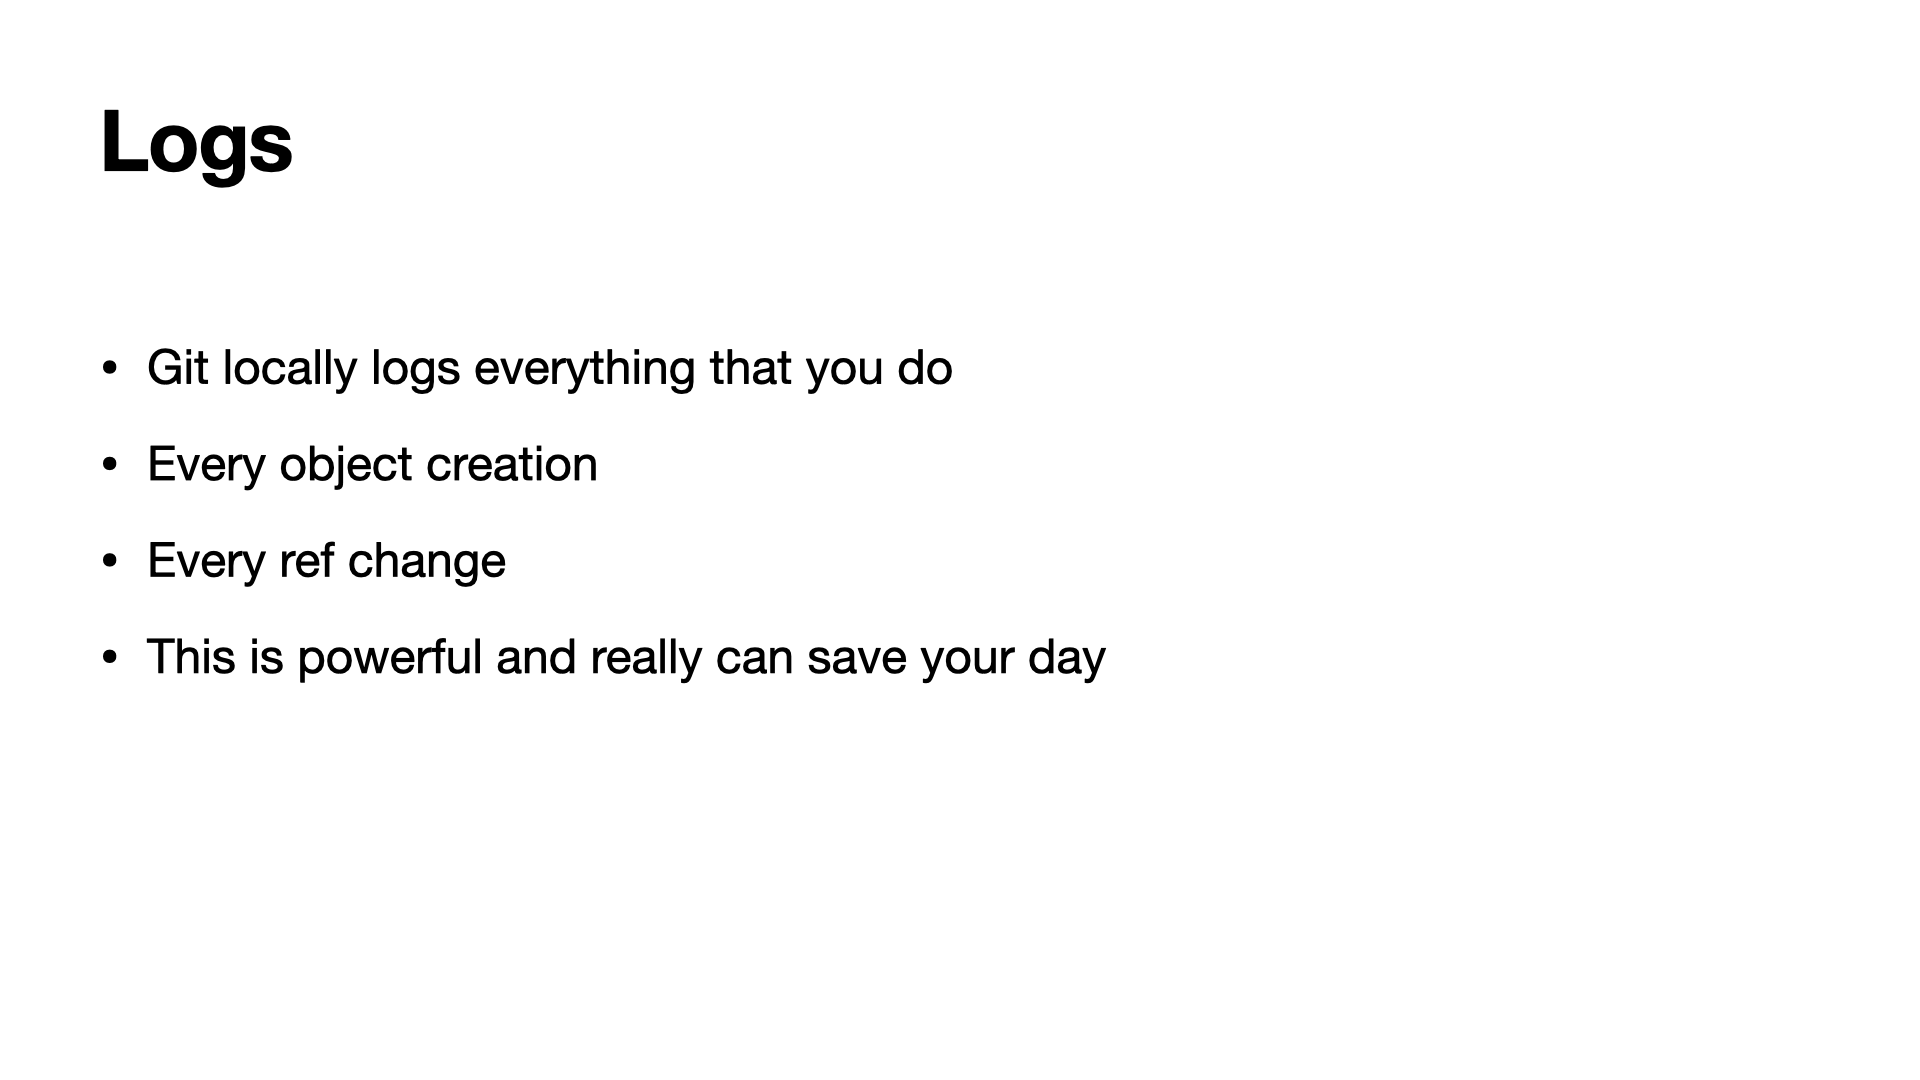 Logs
• Git locally logs everything that you do
• Every object creation
• Every ref change
• This is powerful and really can save your day